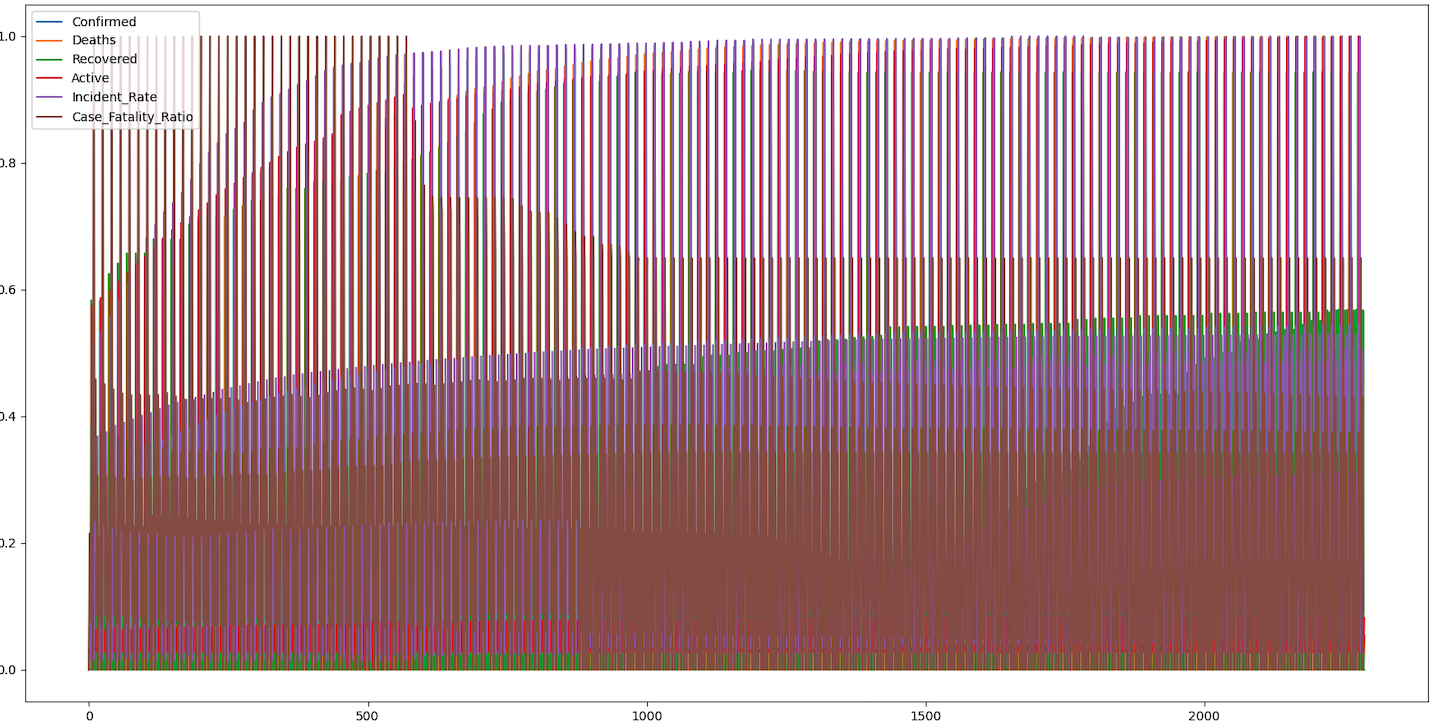 Confirmed
Deaths
Recovered
Active
Incident_Rate
Case_Fatality_Ratio
1.0
0.8
0.6
0.4
0.2
0.0
0 500 1000 1500 2000